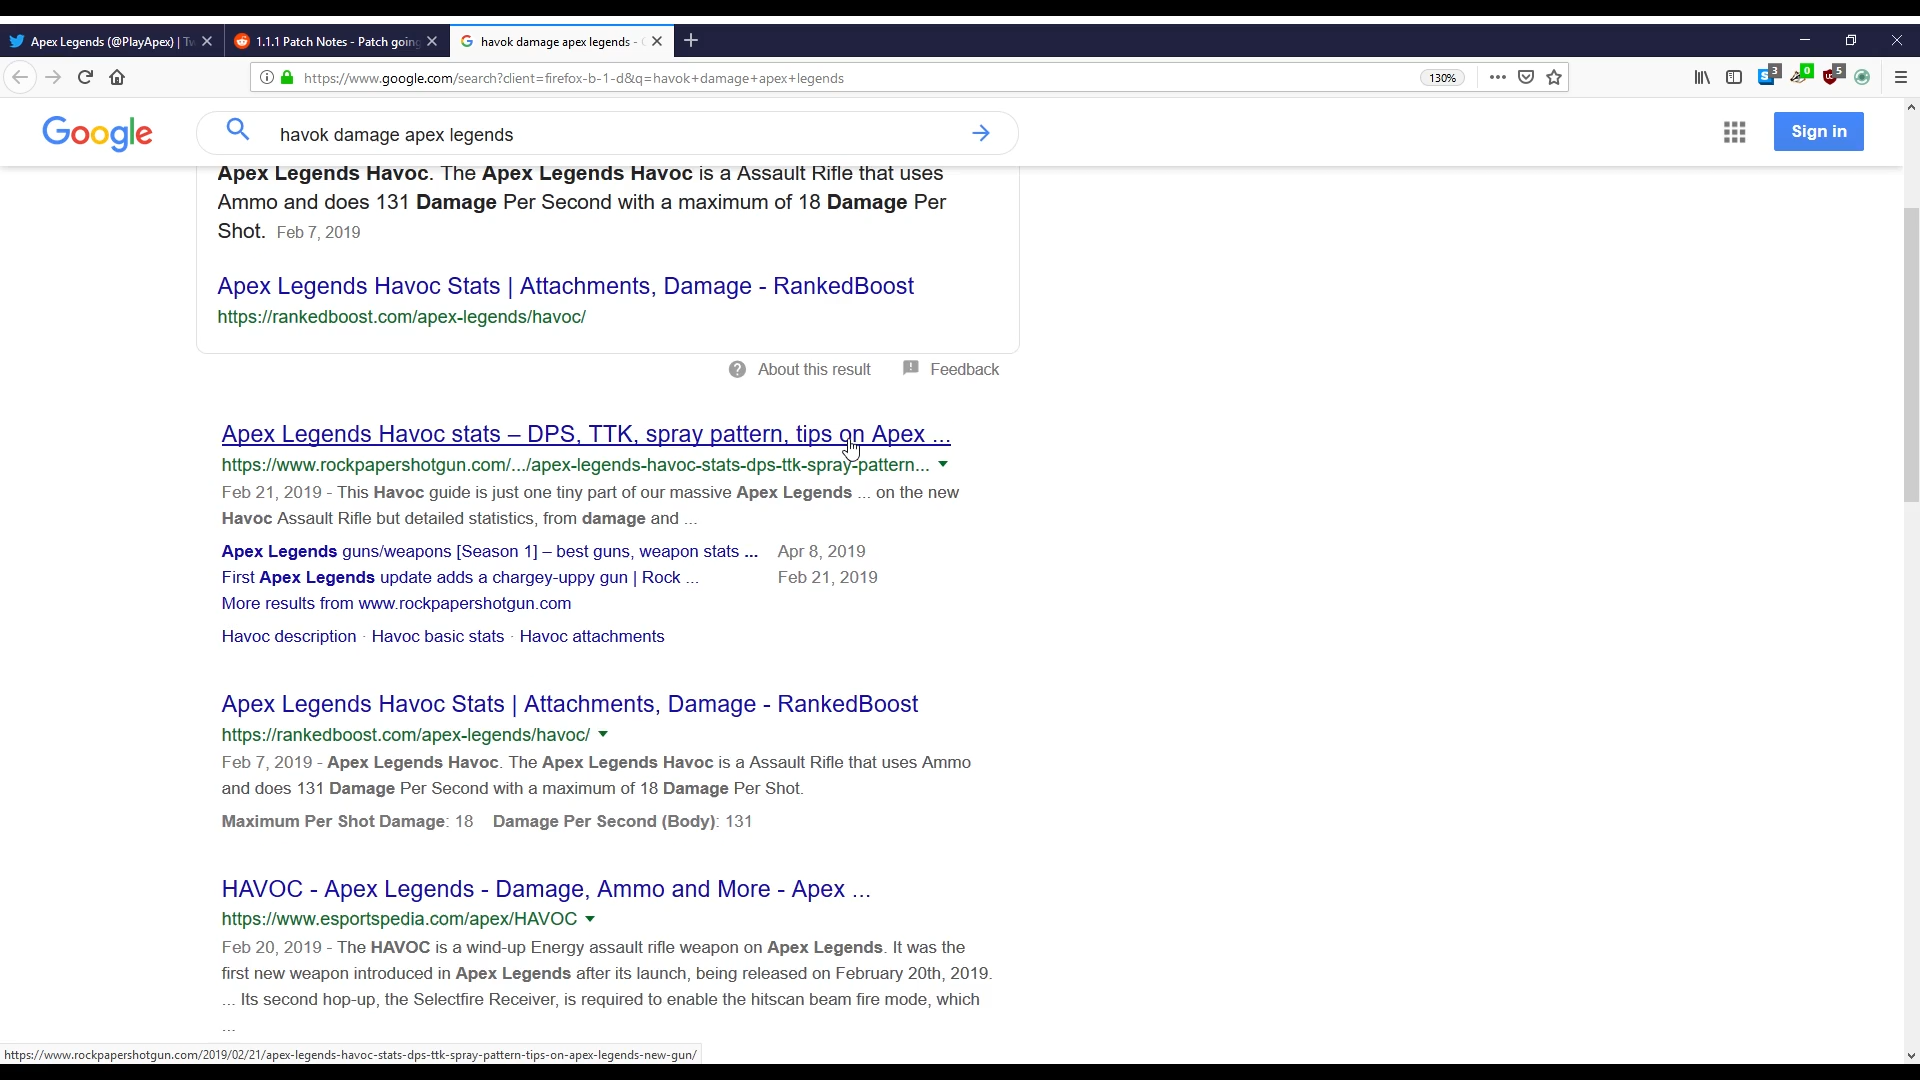 Apex Legends (@PlayApex) | Tw
1.1.1 Patch Notes - Patch going
havok damage apex legends -
https://www.google.com/search?client=firefox-b-1-d&q=havok+damage+apex+legends
130%
3
0
5
Google
havok damage apex legends
Sign in
Apex Legends Havoc. The Apex Legends Havoc is a Assault Rifle that uses
Ammo and does 131 Damage Per Second with a maximum of 18 Damage Per
Shot. Feb 7, 2019
Apex Legends Havoc Stats | Attachments, Damage - RankedBoost
https://rankedboost.com/apex-legends/havoc/
About this result
Feedback
Apex Legends Havoc stats – DPS, TTK, spray pattern, tips on Apex ...
https://www.rockpapershotgun.com/.../apex-legends-havoc-stats-dps-ttk-spray-pattern...
Feb 21, 2019 - This Havoc guide is just one tiny part of our massive Apex Legends ... on the new
Havoc Assault Rifle but detailed statistics, from damage and ...
Apex Legends guns/weapons [Season 1] – best guns, weapon stats ... Apr 8, 2019
First Apex Legends update adds a chargey-uppy gun | Rock ... Feb 21, 2019
More results from www.rockpapershotgun.com
Havoc description · Havoc basic stats · Havoc attachments
Apex Legends Havoc Stats | Attachments, Damage - RankedBoost
https://rankedboost.com/apex-legends/havoc/
Feb 7, 2019 - Apex Legends Havoc. The Apex Legends Havoc is a Assault Rifle that uses Ammo
and does 131 Damage Per Second with a maximum of 18 Damage Per Shot.
Maximum Per Shot Damage: 18 Damage Per Second (Body): 131
HAVOC - Apex Legends - Damage, Ammo and More - Apex ...
https://www.esportspedia.com/apex/HAVOC
Feb 20, 2019 - The HAVOC is a wind-up Energy assault rifle weapon on Apex Legends. It was the
first new weapon introduced in Apex Legends after its launch, being released on February 20th, 2019.
... Its second hop-up, the Selectfire Receiver, is required to enable the hitscan beam fire mode, which
...
https://www.rockpapershotgun.com/2019/02/21/apex-legends-havoc-stats-dps-ttk-spray-pattern-tips-on-apex-legends-new-gun/